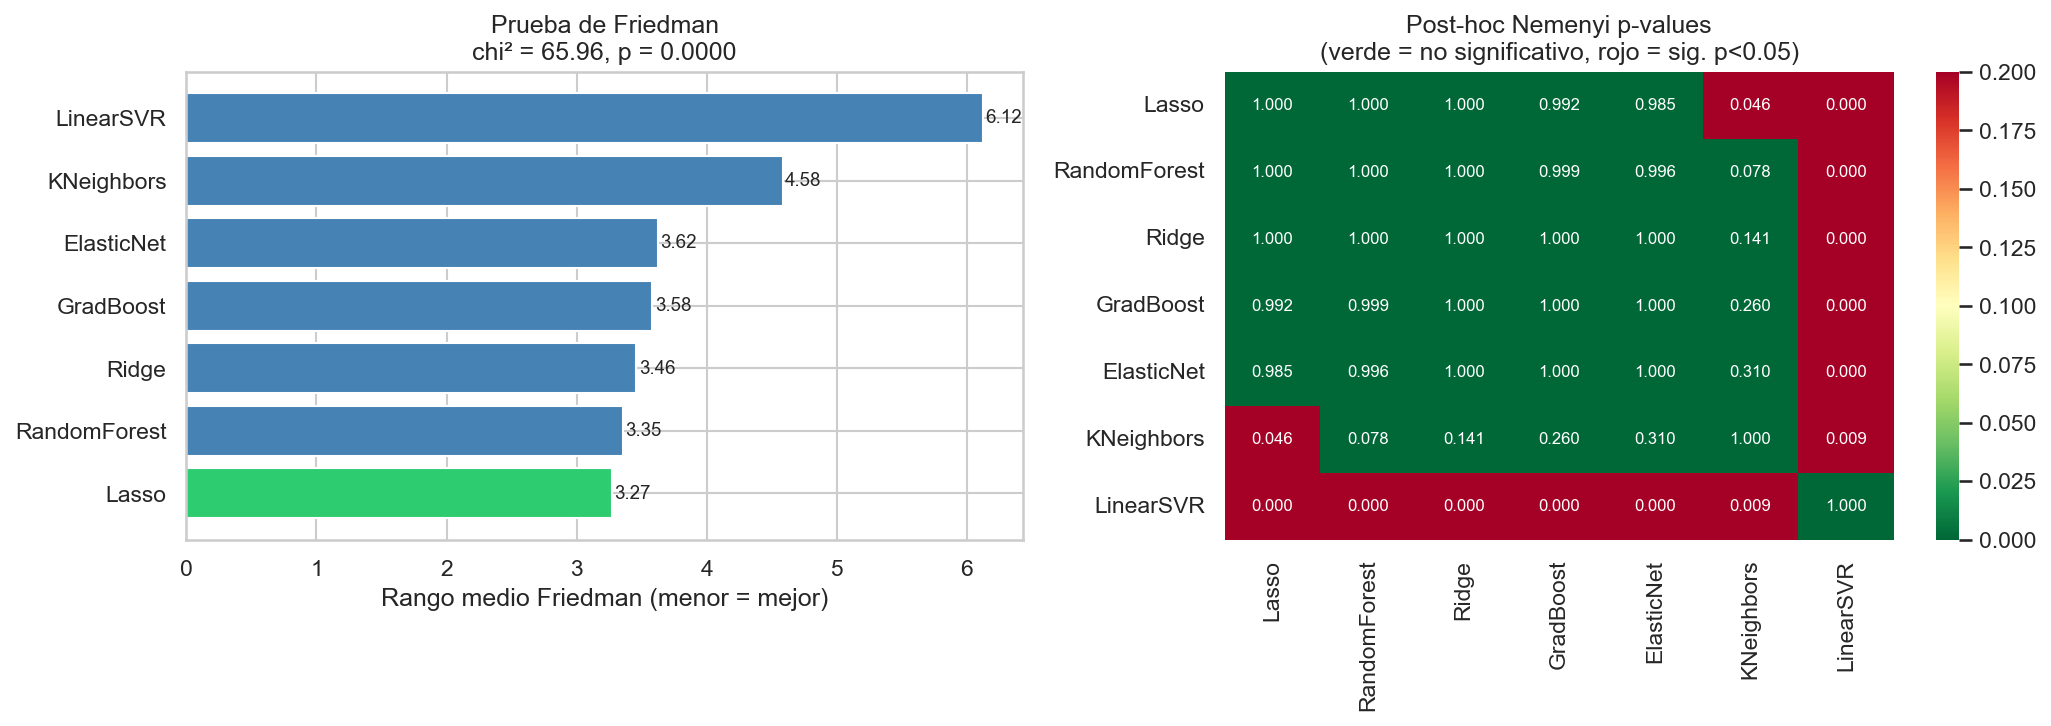 Prueba de Friedman
chi² = 65.96, p = 0.0000
LinearSVR
6.12
KNeighbors
4.58
ElasticNet
3.62
GradBoost
3.58
Ridge
3.46
RandomForest
3.35
Lasso
3.27
0 1 2 3 4 5 6
Rango medio Friedman (menor = mejor)
Post-hoc Nemenyi p-values
(verde = no significativo, rojo = sig. p<0.05)
Lasso 1.000 1.000 1.000 0.992 0.985 0.046 0.000
RandomForest 1.000 1.000 1.000 0.999 0.996 0.078 0.000
Ridge 1.000 1.000 1.000 1.000 1.000 0.141 0.000
GradBoost 0.992 0.999 1.000 1.000 1.000 0.260 0.000
ElasticNet 0.985 0.996 1.000 1.000 1.000 0.310 0.000
KNeighbors 0.046 0.078 0.141 0.260 0.310 1.000 0.009
LinearSVR 0.000 0.000 0.000 0.000 0.000 0.009 1.000
Lasso
RandomForest
Ridge
GradBoost
ElasticNet
KNeighbors
LinearSVR
0.200
0.175
0.150
0.125
0.100
0.075
0.050
0.025
0.000